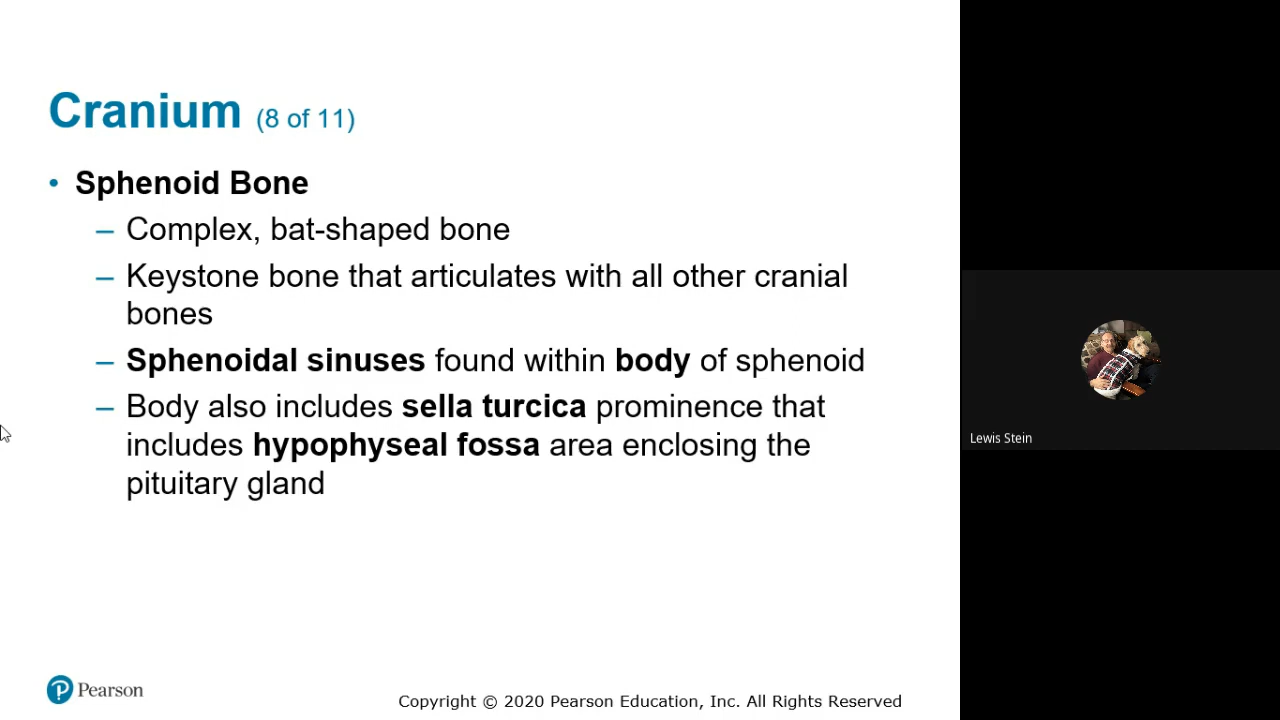 Cranium (8 of 11)
• Sphenoid Bone
– Complex, bat-shaped bone
– Keystone bone that articulates with all other cranial
bones
– Sphenoidal sinuses found within body of sphenoid
– Body also includes sella turcica prominence that
includes hypophyseal fossa area enclosing the
pituitary gland
Lewis Stein
Pearson
Copyright © 2020 Pearson Education, Inc. All Rights Reserved